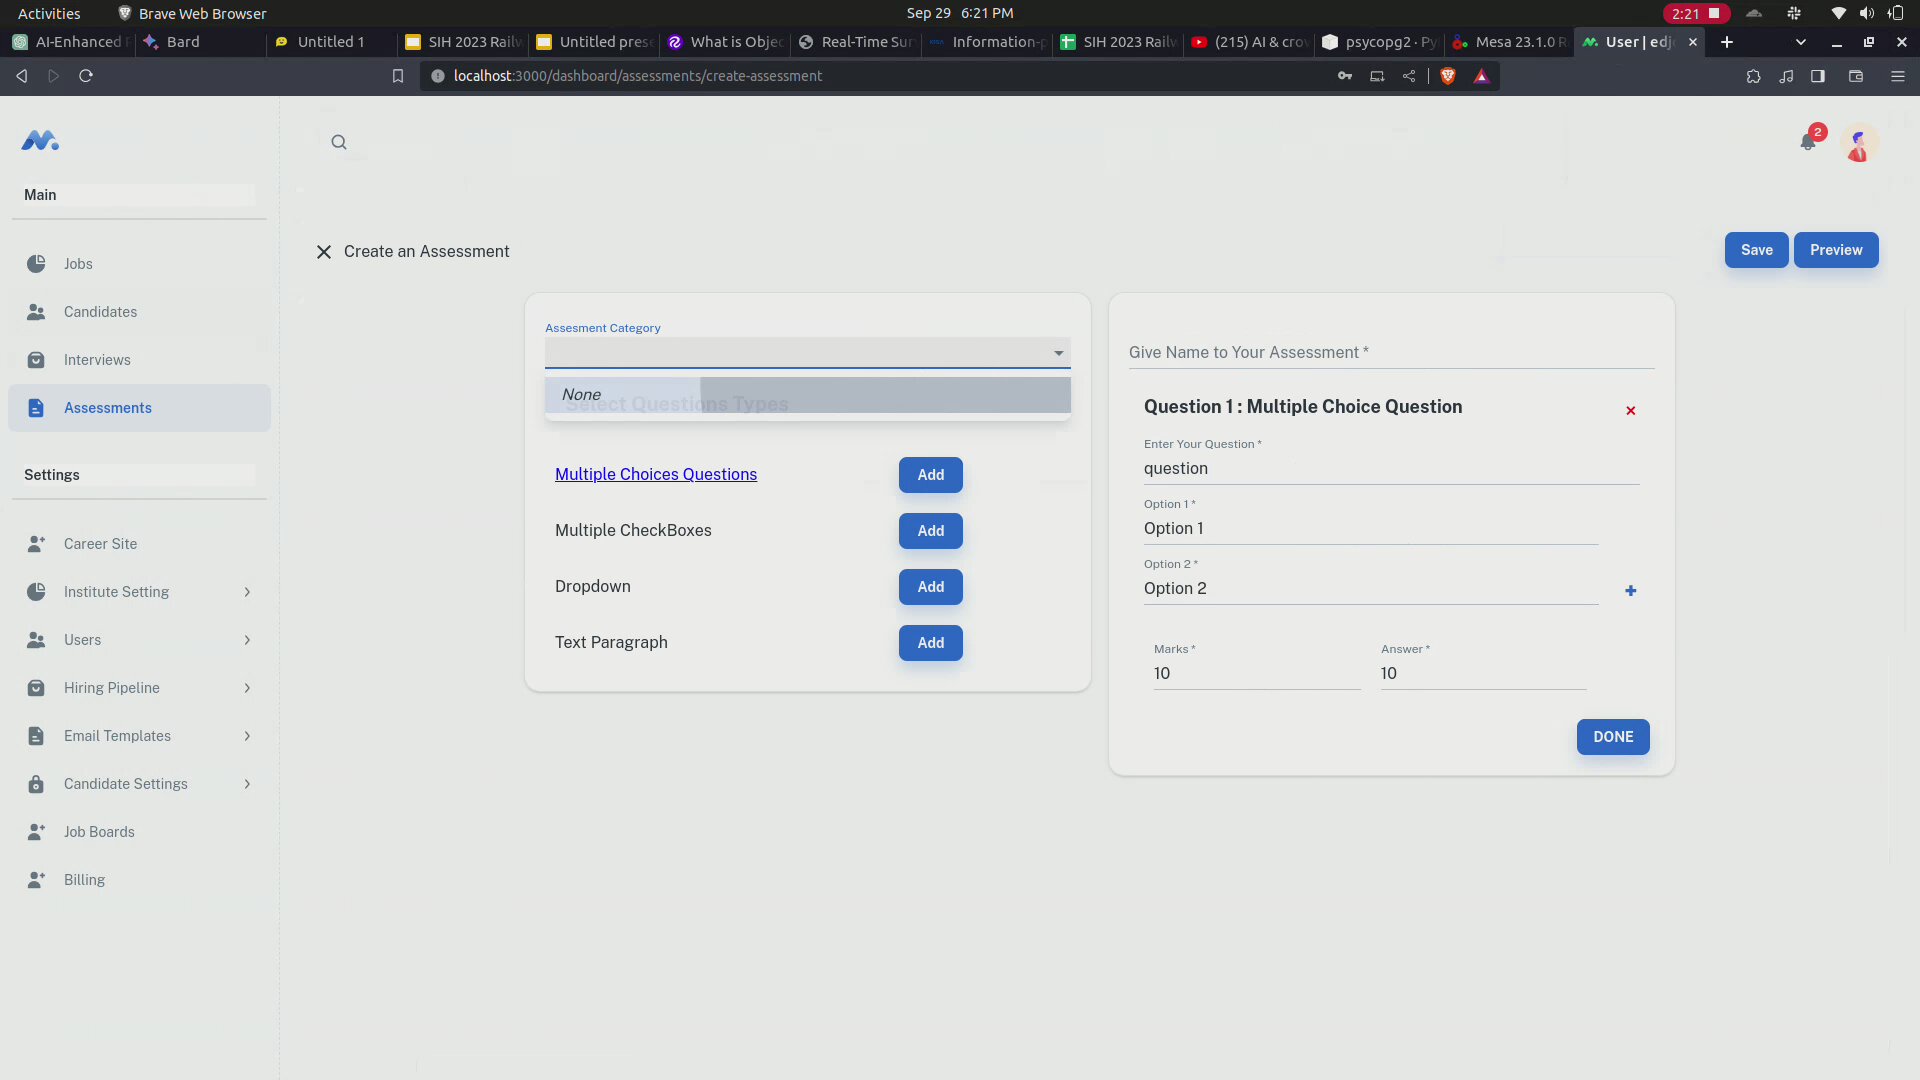 Activities
Brave Web Browser
Sep 29 6:21 PM
2:21
AI-Enhanced
Bard
Untitled 1
SIH 2023 Railw
Untitled pres
What is Objec
Real-Time Sur
Information-p
SIH 2023 Railw
(215) AI & cro
psycopg2 · Py
Mesa 23.1.0 R
User | edj
localhost:3000/dashboard/assessments/create-assessment
2
Main
Jobs
Candidates
Interviews
Assessments
Settings
Career Site
Institute Setting
Users
Hiring Pipeline
Email Templates
Candidate Settings
Job Boards
Billing
Create an Assessment
Save
Preview
Assesment Category
None
Select Questions Types
Multiple Choices Questions
Add
Multiple CheckBoxes
Add
Dropdown
Add
Text Paragraph
Add
Give Name to Your Assessment *
Question 1 : Multiple Choice Question
Enter Your Question *
question
Option 1 *
Option 1
Option 2 *
Option 2
Marks *
10
Answer *
10
DONE